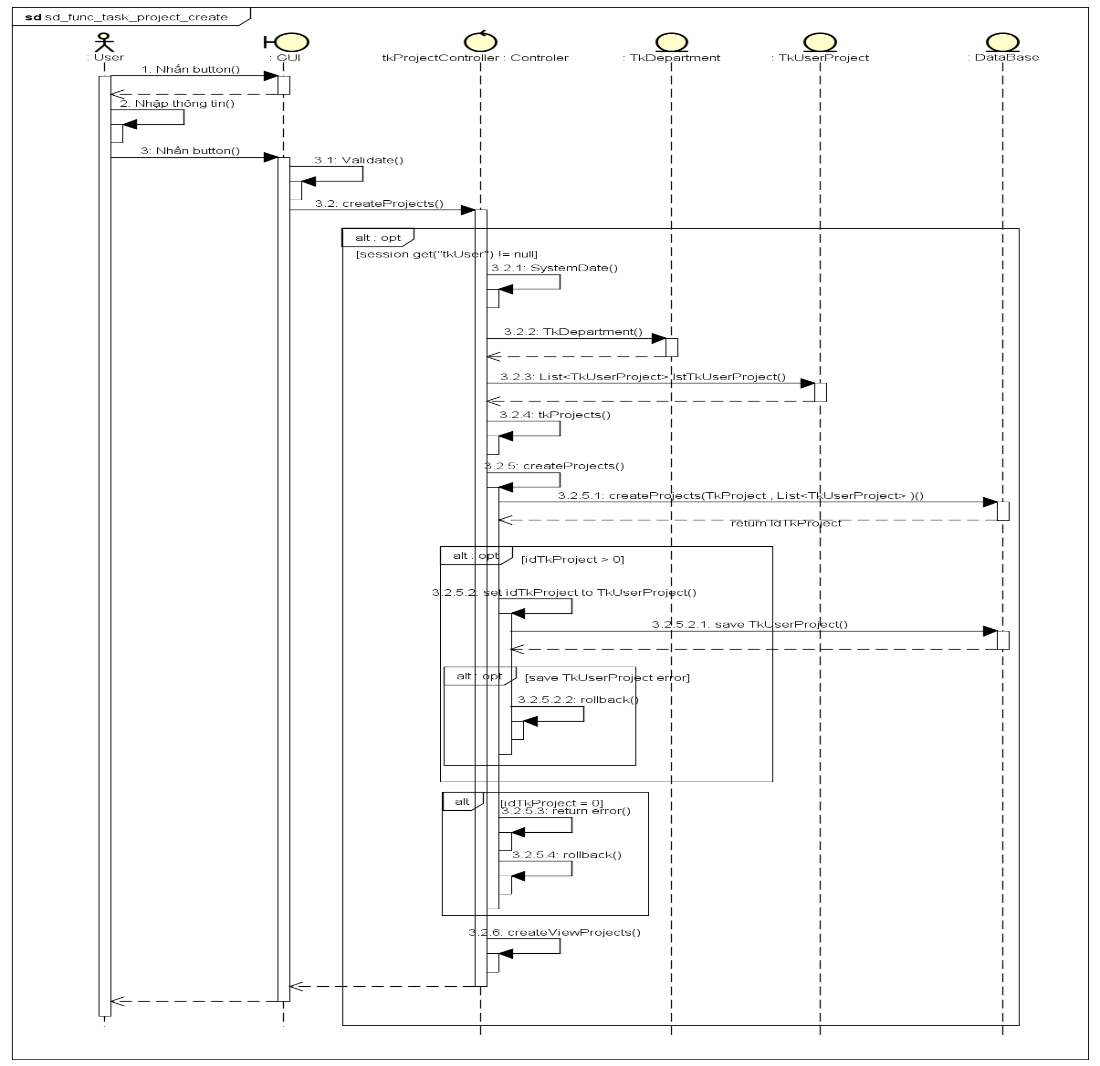 sd sd_func_task_project_create
: User
: GUI
tkProjectController : Controler
: TkDepartment
: TkUserProject
: DataBase
1. Nhấn button()
2. Nhập thông tin()
3: Nhấn button()
3.1: Validate()
3.2: createProjects()
alt : opt
[session.get("tkUser") != null]
3.2.1: SystemDate()
3.2.2: TkDepartment()
3.2.3: List<TkUserProject> lstTkUserProject()
3.2.4: tkProjects()
3.2.5: createProjects()
3.2.5.1: createProjects(TkProject , List<TkUserProject> )()
return idTkProject
alt : opt
[idTkProject > 0]
3.2.5.2: set idTkProject to TkUserProject()
3.2.5.2.1: save TkUserProject()
alt : opt
[save TkUserProject error]
3.2.5.2.2: rollback()
alt
[idTkProject = 0]
3.2.5.3: return error()
3.2.5.4: rollback()
3.2.6: createViewProjects()